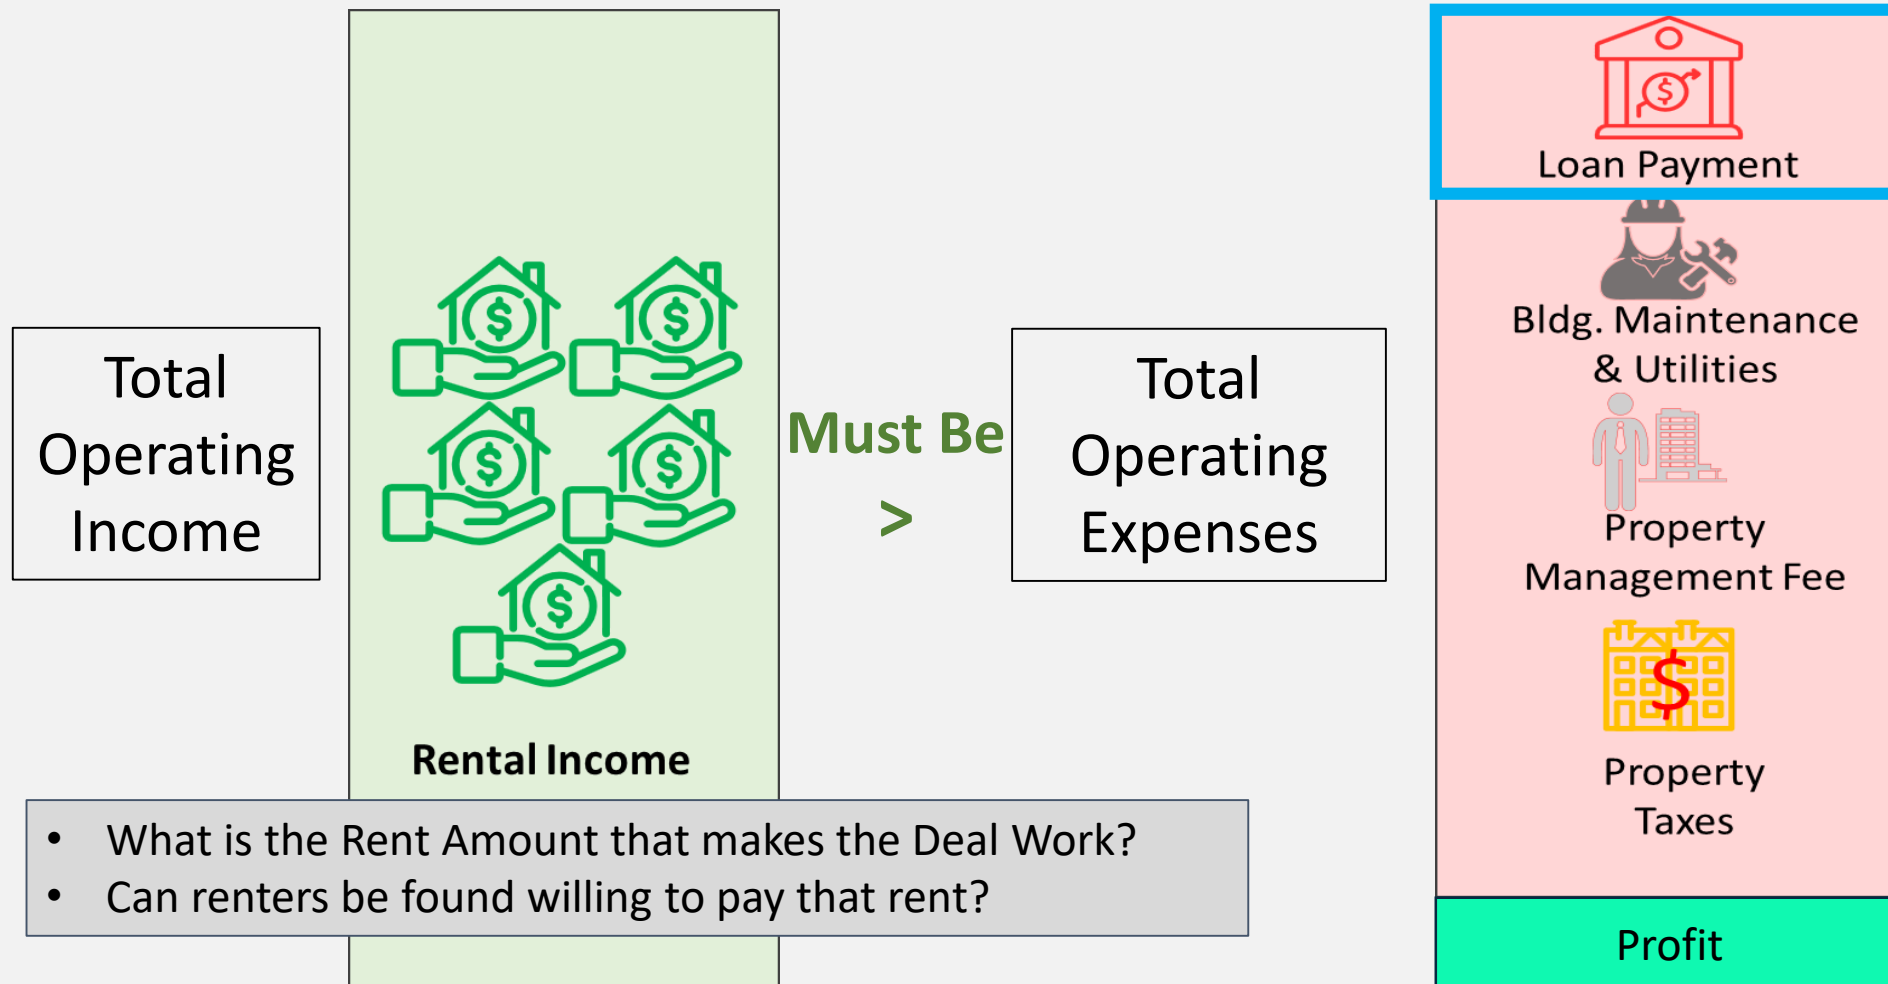 Total
Operating
Income
$ $
$ $
$
Rental Income
Must Be
>
Total
Operating
Expenses
$
Loan Payment
Bldg. Maintenance
& Utilities
Property
Management Fee
$
Property
Taxes
Profit
• What is the Rent Amount that makes the Deal Work?
• Can renters be found willing to pay that rent?